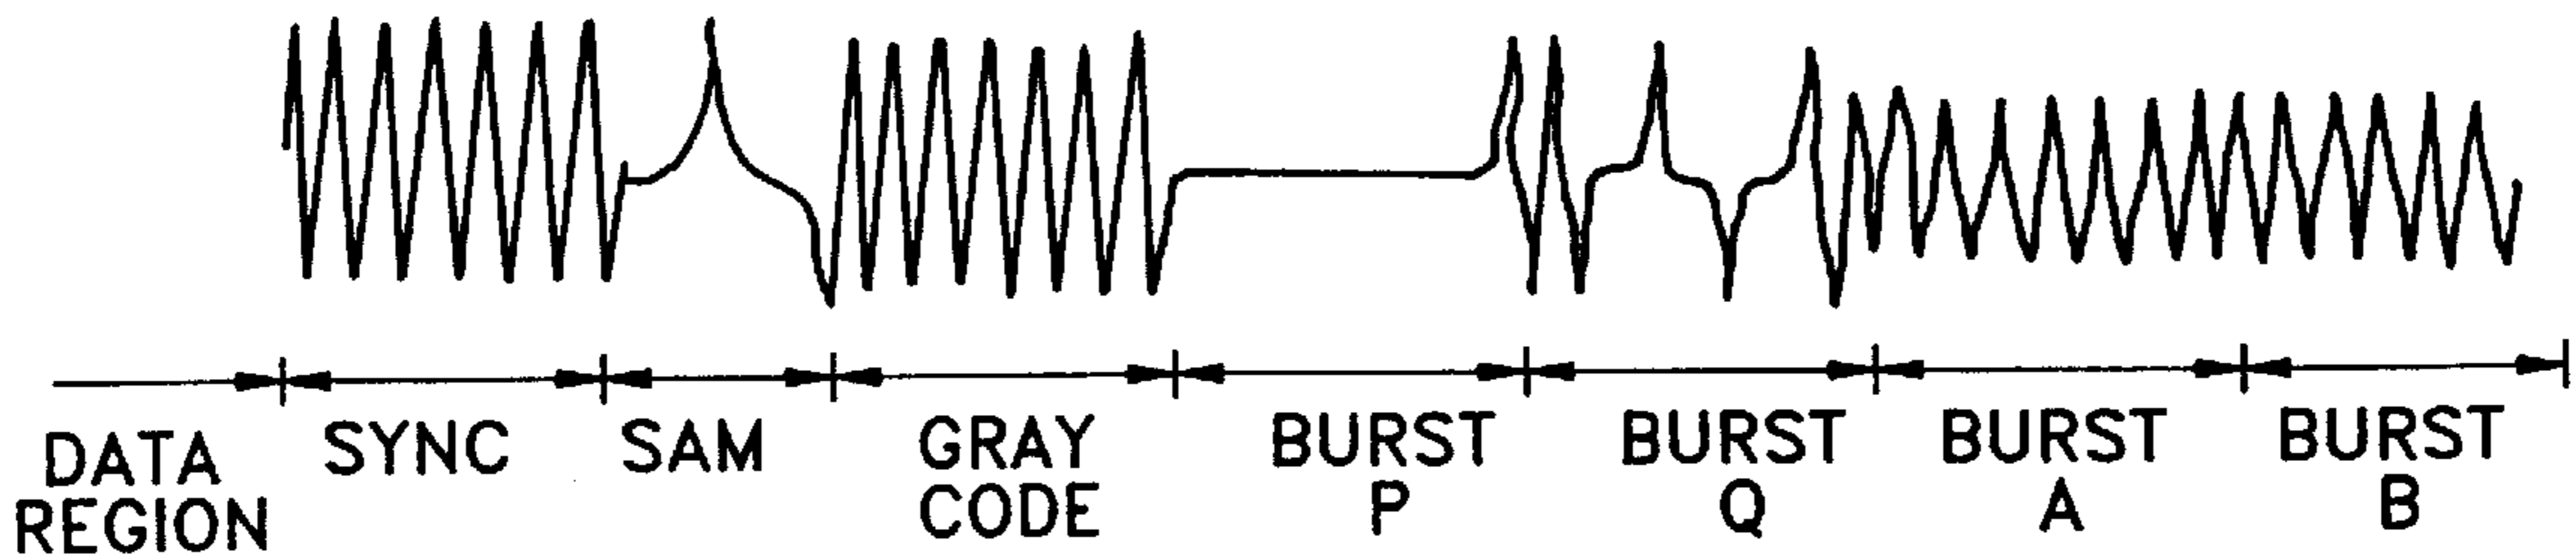 DATA REGION
SYNC
SAM
GRAY CODE
BURST P
BURST Q
BURST A
BURST B